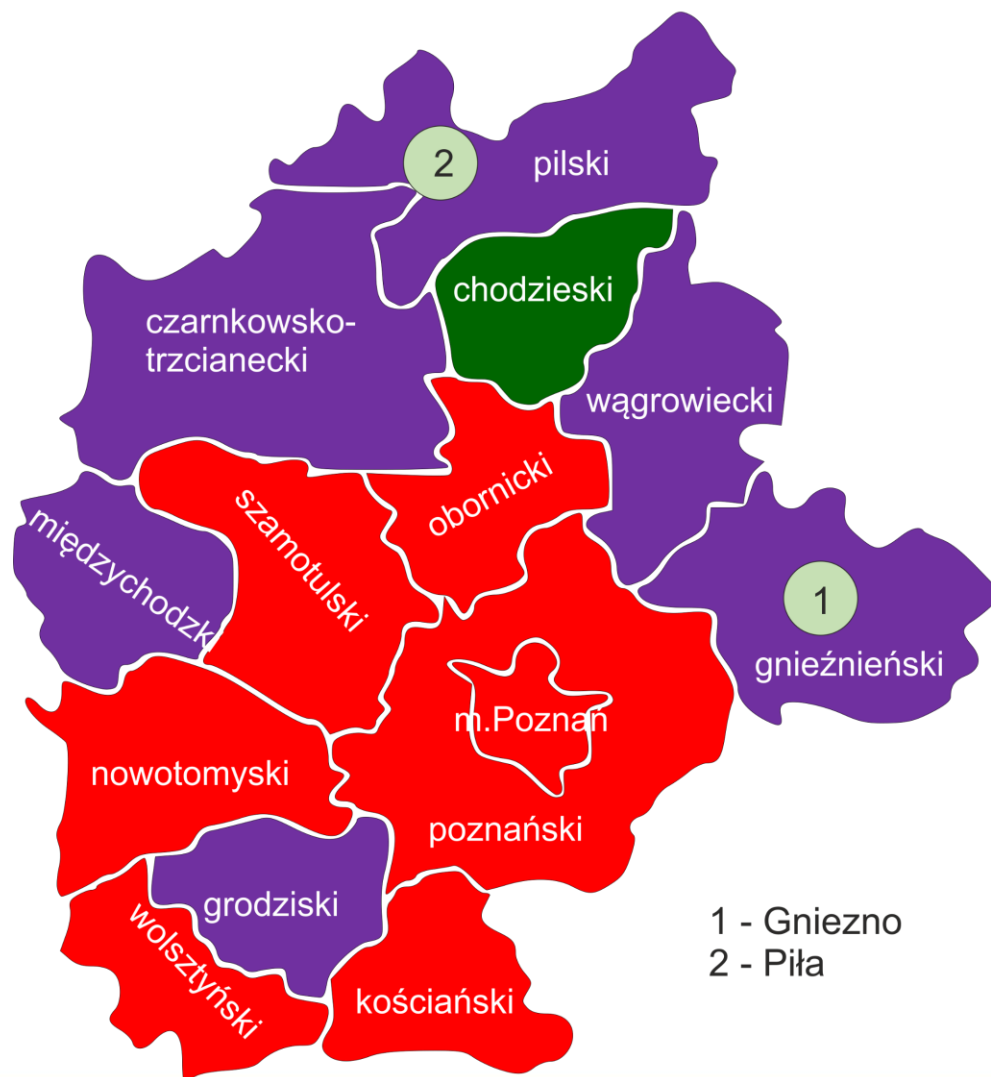 2
pilski
chodzieski
czarnkowsko-
trzcianecki
wągrowiecki
obornicki
szamotulski
międzychodzk
1
gnieźnieński
m.Poznań
nowotomyski
poznański
grodziski
wolsztyński
kościański
1 - Gniezno
2 - Piła